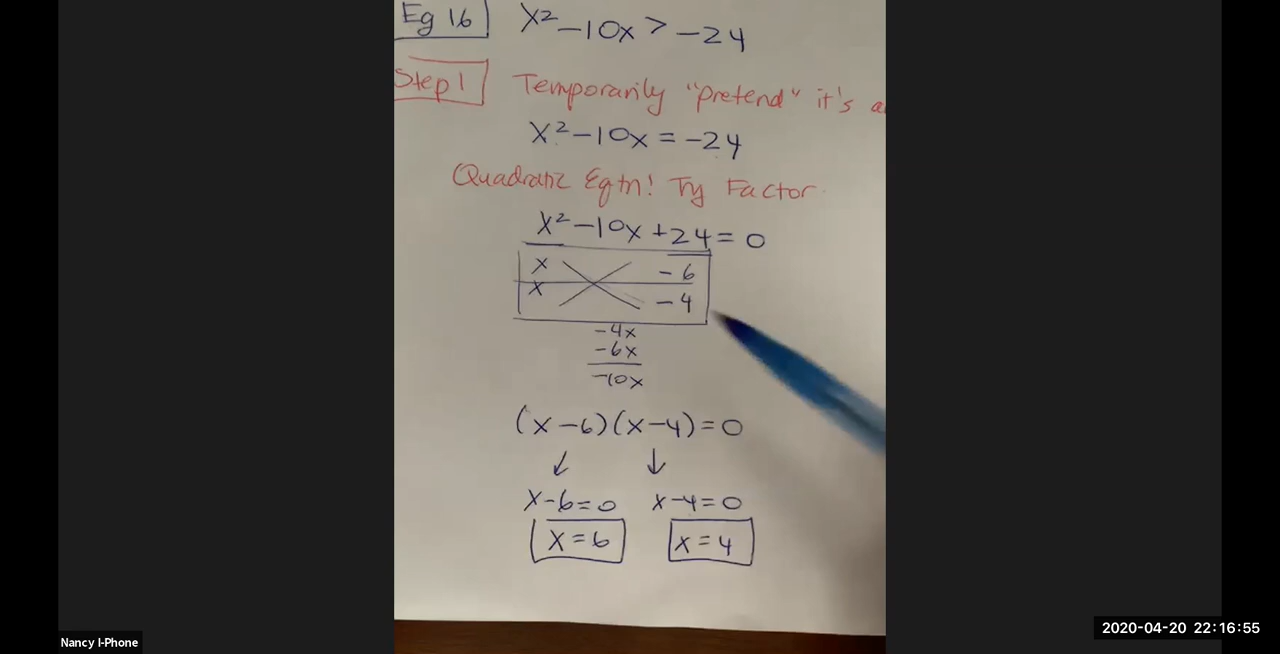 Eg 16 x² - 10x > -24
Step 1 Temporarily "pretend" it's a
x² - 10x = -24
Quadratic Eqtn! Try Factor.
x² - 10x + 24 = 0
x -6
x -4
-4x
-6x
-10x
(x - 6)(x - 4) = 0
↓ ↓
x - 6 = 0 x - 4 = 0
x = 6 x = 4
Nancy I-Phone
2020-04-20 22:16:55